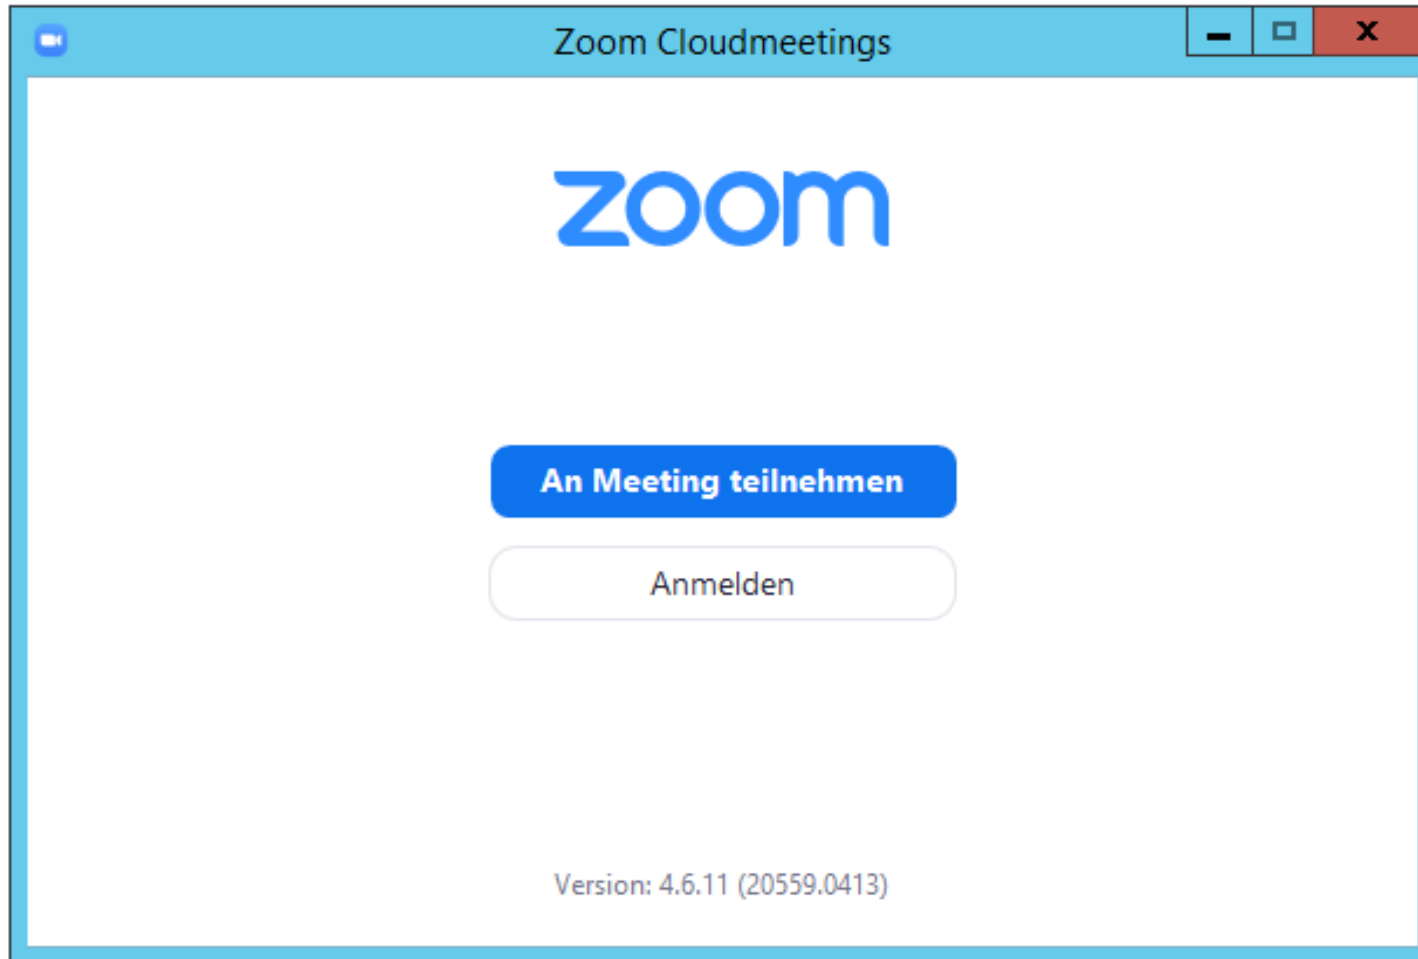 Zoom Cloudmeetings
zoom
An Meeting teilnehmen
Anmelden
Version: 4.6.11 (20559.0413)